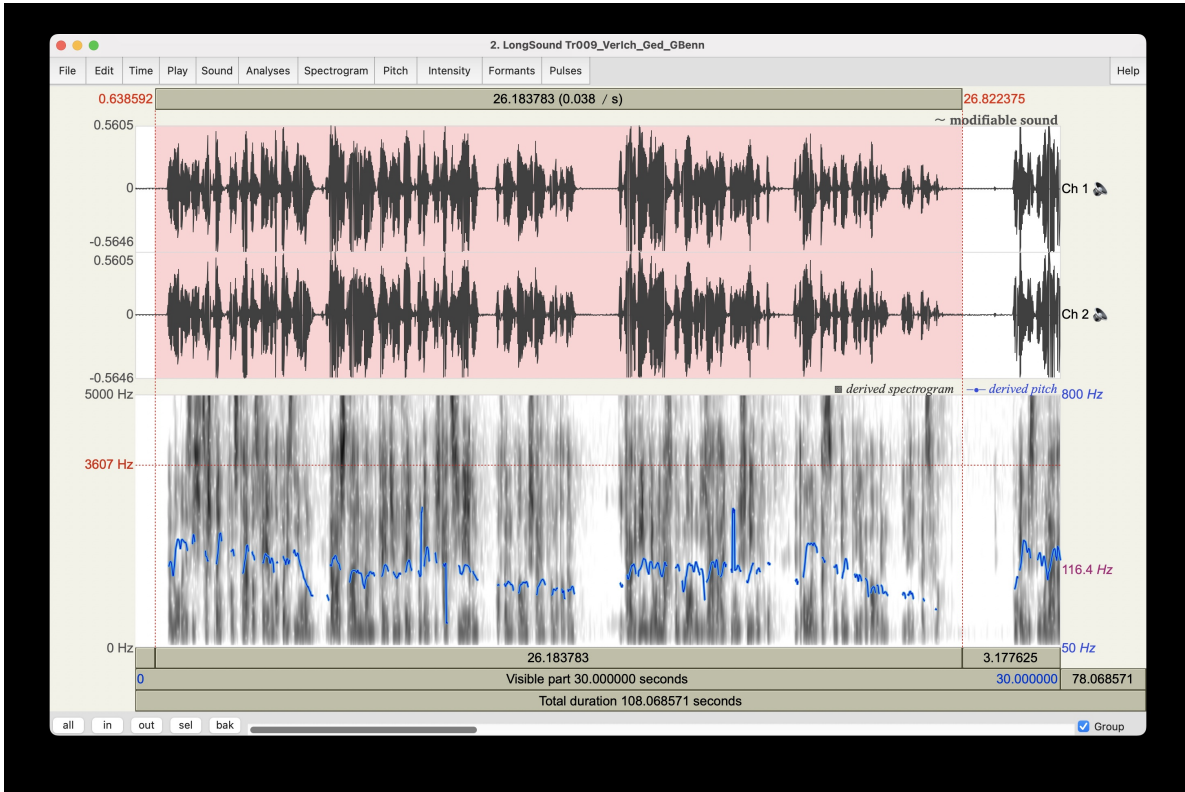 2. LongSound Tr009_VerIch_Ged_GBenn
File Edit Time Play Sound Analyses Spectrogram Pitch Intensity Formants Pulses Help
0.638592 26.183783 (0.038 / s) 26.822375
0.5605 ~ modifiable sound
0 Ch 1
-0.5646
0.5605
0 Ch 2
-0.5646
derived spectrogram derived pitch
5000 Hz 800 Hz
3607 Hz
116.4 Hz
0 Hz 50 Hz
26.183783 3.177625
0 Visible part 30.000000 seconds 30.000000 78.068571
Total duration 108.068571 seconds
all in out sel bak Group